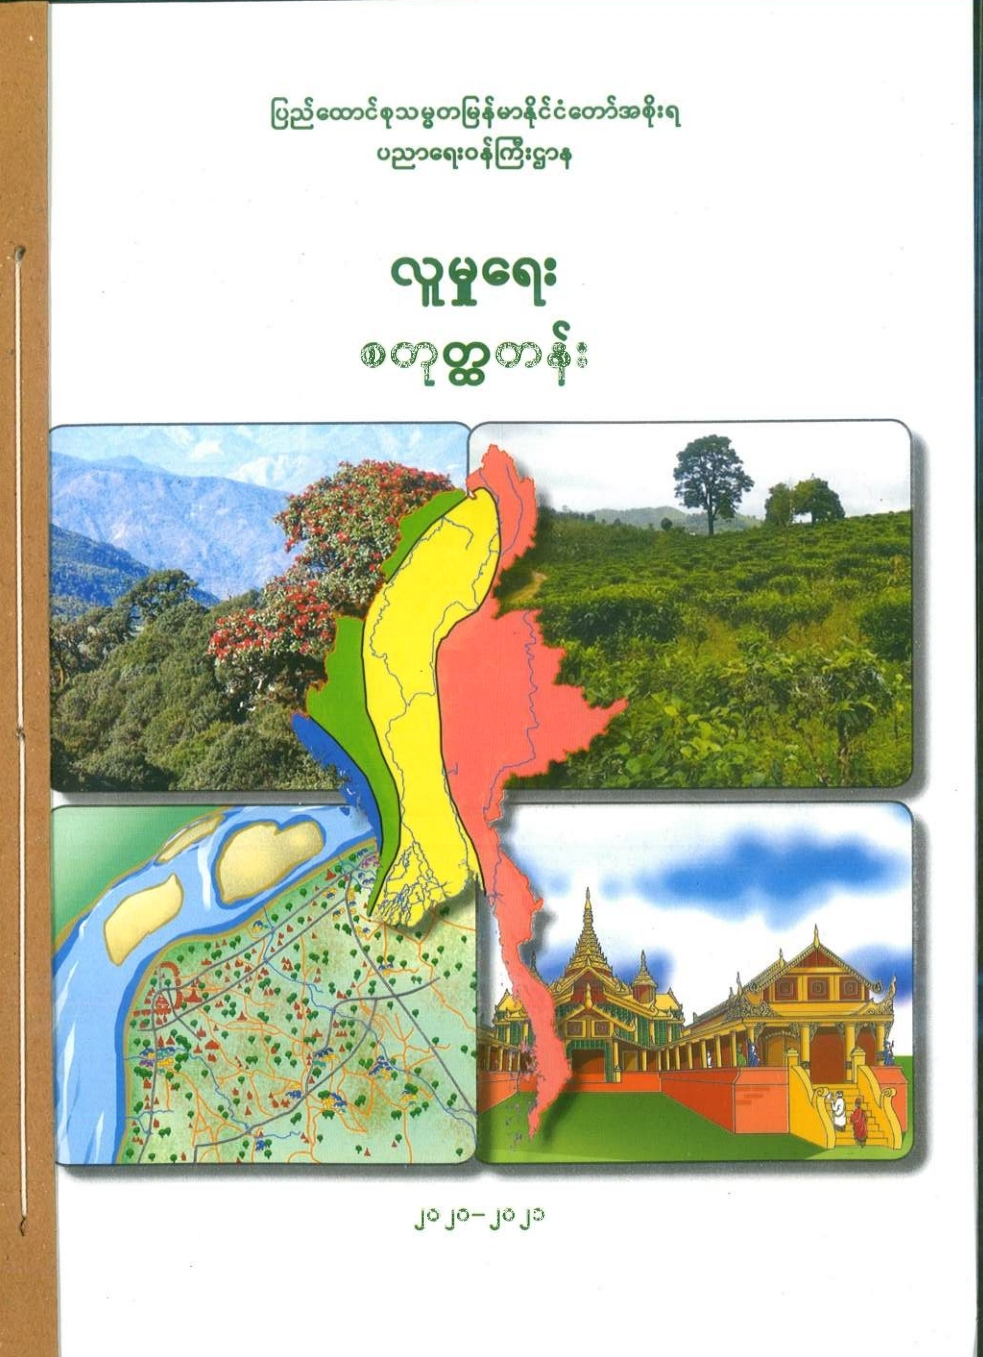 ပြည်ထောင်စုသမ္မတမြန်မာနိုင်ငံတော်အစိုးရ
ပညာရေးဝန်ကြီးဌာန
လူမှုရေး
စတုတ္ထတန်း
၂၀၂၀–၂၀၂၁